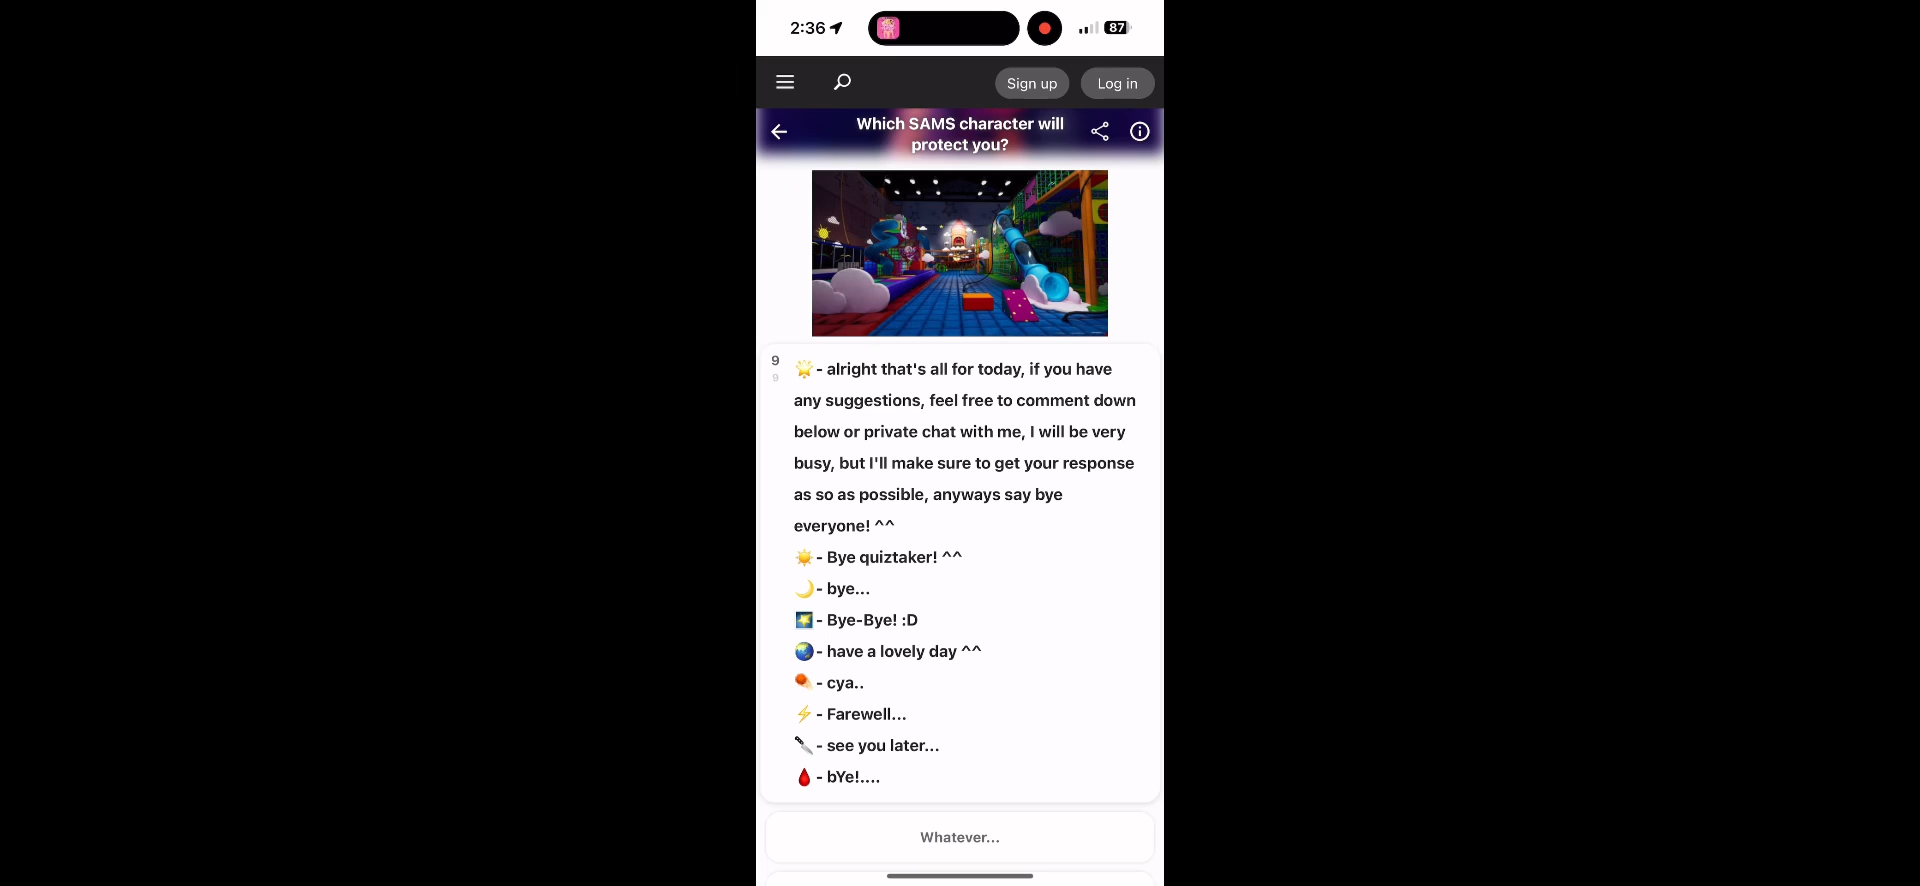 2:36
87
Sign up
Log in
Which SAMS character will
protect you?
9
9
🌟- alright that's all for today, if you have
any suggestions, feel free to comment down
below or private chat with me, I will be very
busy, but I'll make sure to get your response
as so as possible, anyways say bye
everyone! ^^
☀️- Bye quiztaker! ^^
🌙- bye...
🌠- Bye-Bye! :D
🌏- have a lovely day ^^
☄️- cya..
⚡- Farewell...
🔪- see you later...
🩸- bYe!....
Whatever...